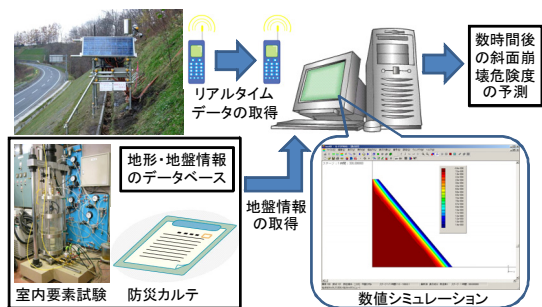 リアルタイム
データの取得
数時間後
の斜面崩
壊危険度
の予測
地形・地盤情報
のデータベース
地盤情報
の取得
室内要素試験
防災カルテ
数値シミュレーション